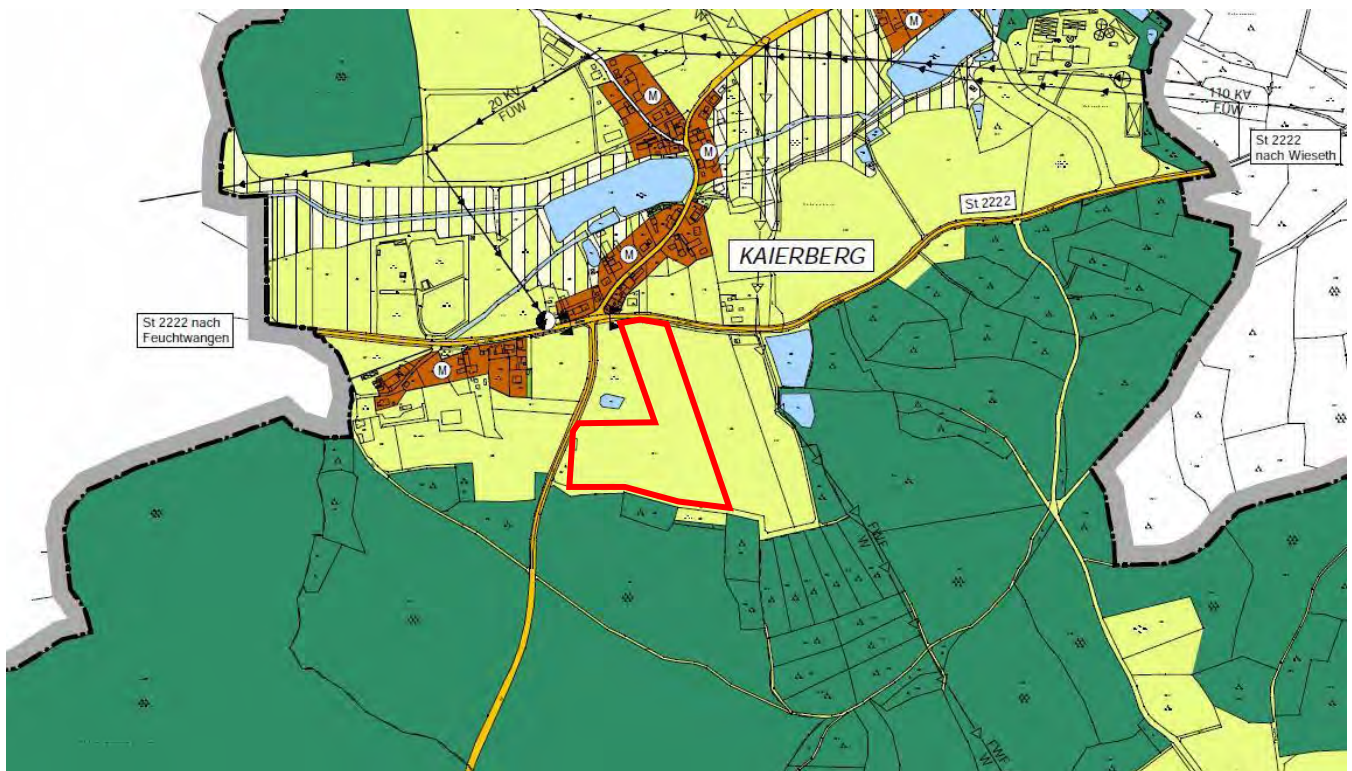 M
20 KV
FÜW
110 KV
FÜW
M
St 2222
nach Wieseth
M
St 2222
M
KAIERBERG
St 2222 nach
Feuchtwangen
M
FWF
W
FWF
W